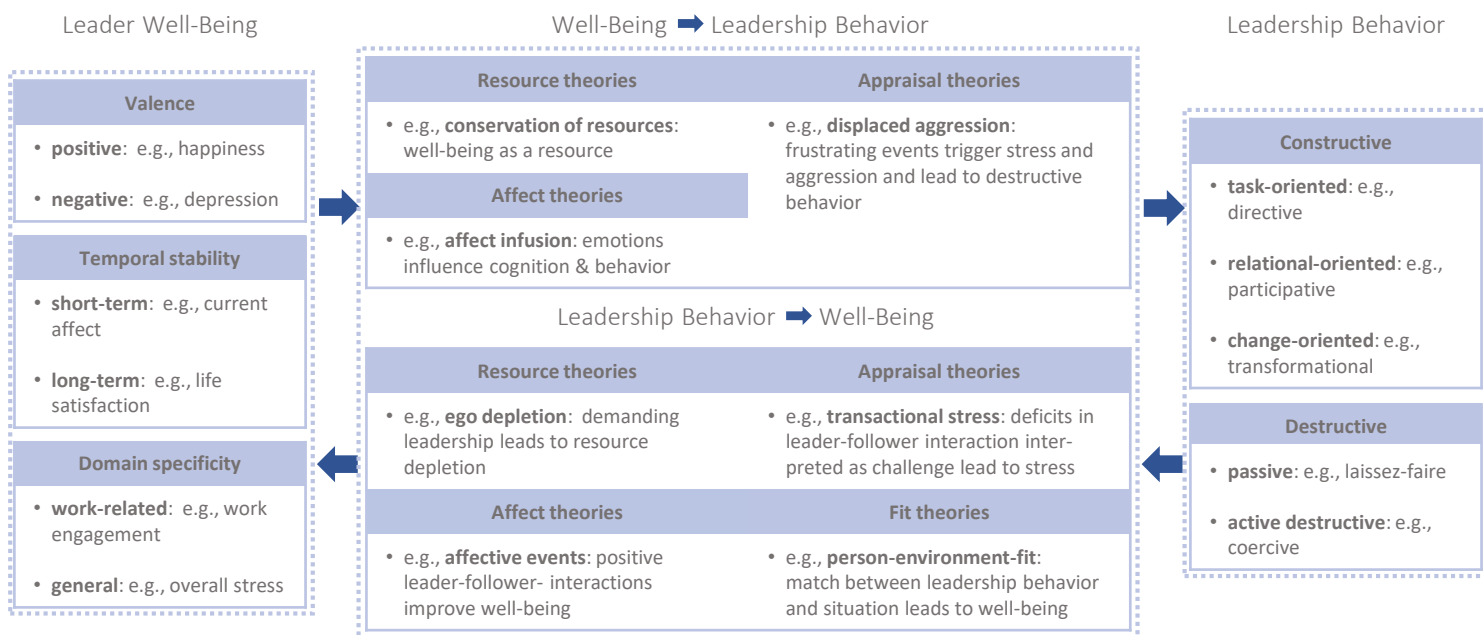 Leader Well-Being
Valence
• positive: e.g., happiness
• negative: e.g., depression
Temporal stability
• short-term: e.g., current
affect
• long-term: e.g., life
satisfaction
Domain specificity
• work-related: e.g., work
engagement
• general: e.g., overall stress
Well-Being ➡ Leadership Behavior
Resource theories
• e.g., conservation of resources:
well-being as a resource
Affect theories
• e.g., affect infusion: emotions
influence cognition & behavior
Appraisal theories
• e.g., displaced aggression:
frustrating events trigger stress and
aggression and lead to destructive
behavior
Leadership Behavior ➡ Well-Being
Resource theories
• e.g., ego depletion: demanding
leadership leads to resource
depletion
Appraisal theories
• e.g., transactional stress: deficits in
leader-follower interaction inter-
preted as challenge lead to stress
Affect theories
• e.g., affective events: positive
leader-follower- interactions
improve well-being
Fit theories
• e.g., person-environment-fit:
match between leadership behavior
and situation leads to well-being
Leadership Behavior
Constructive
• task-oriented: e.g.,
directive
• relational-oriented: e.g.,
participative
• change-oriented: e.g.,
transformational
Destructive
• passive: e.g., laissez-faire
• active destructive: e.g.,
coercive